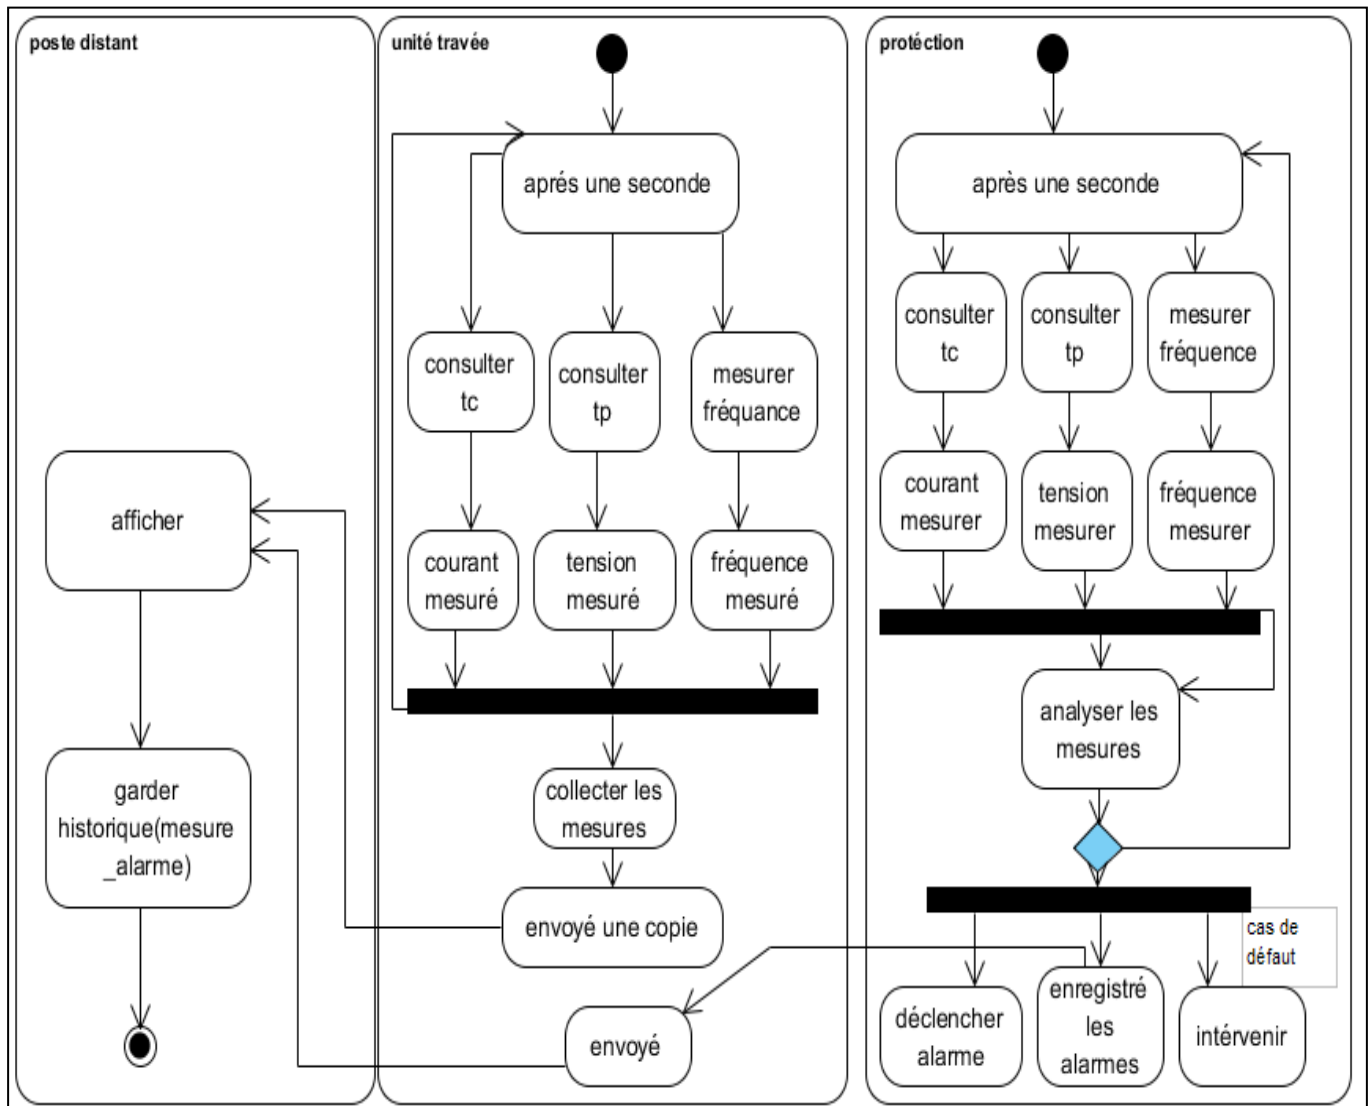 poste distant
afficher
garder
historique(mesure
_alarme)
unité travée
aprés une seconde
consulter
tc
consulter
tp
mesurer
fréquance
courant
mesuré
tension
mesuré
fréquence
mesuré
collecter les
mesures
envoyé une copie
envoyé
protéction
après une seconde
consulter
tc
consulter
tp
mesurer
fréquence
courant
mesurer
tension
mesurer
fréquence
mesurer
analyser les
mesures
cas de
défaut
déclencher
alarme
enregistré
les
alarmes
intérvenir